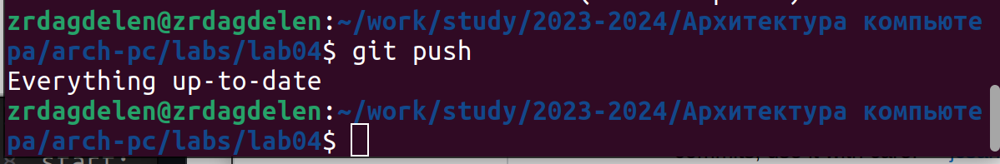 zrdagdelen@zrdagdelen:~/work/study/2023-2024/Архитектура компьюте
ра/arch-pc/labs/lab04$ git push
Everything up-to-date
zrdagdelen@zrdagdelen:~/work/study/2023-2024/Архитектура компьюте
ра/arch-pc/labs/lab04$
start: